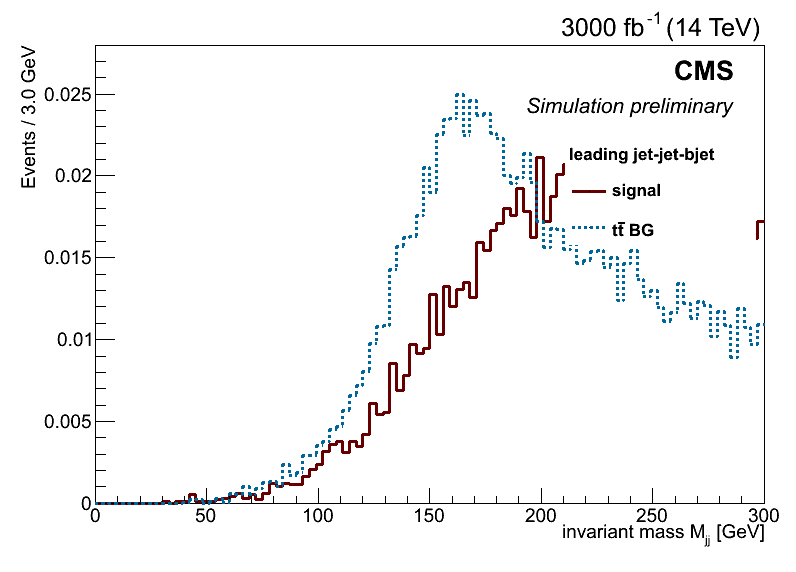 3000 fb-1 (14 TeV)
CMS
Simulation preliminary
leading jet-jet-bjet
signal
tt̄ BG
Events / 3.0 GeV
0.025
0.02
0.015
0.01
0.005
0
0 50 100 150 200 250 300
invariant mass Mjj [GeV]